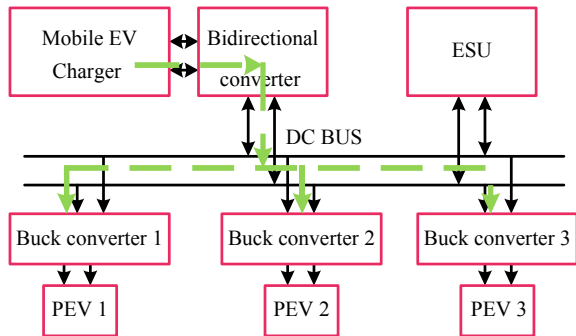 Mobile EV
Charger
Bidirectional
converter
ESU
DC BUS
Buck converter 1
Buck converter 2
Buck converter 3
PEV 1
PEV 2
PEV 3